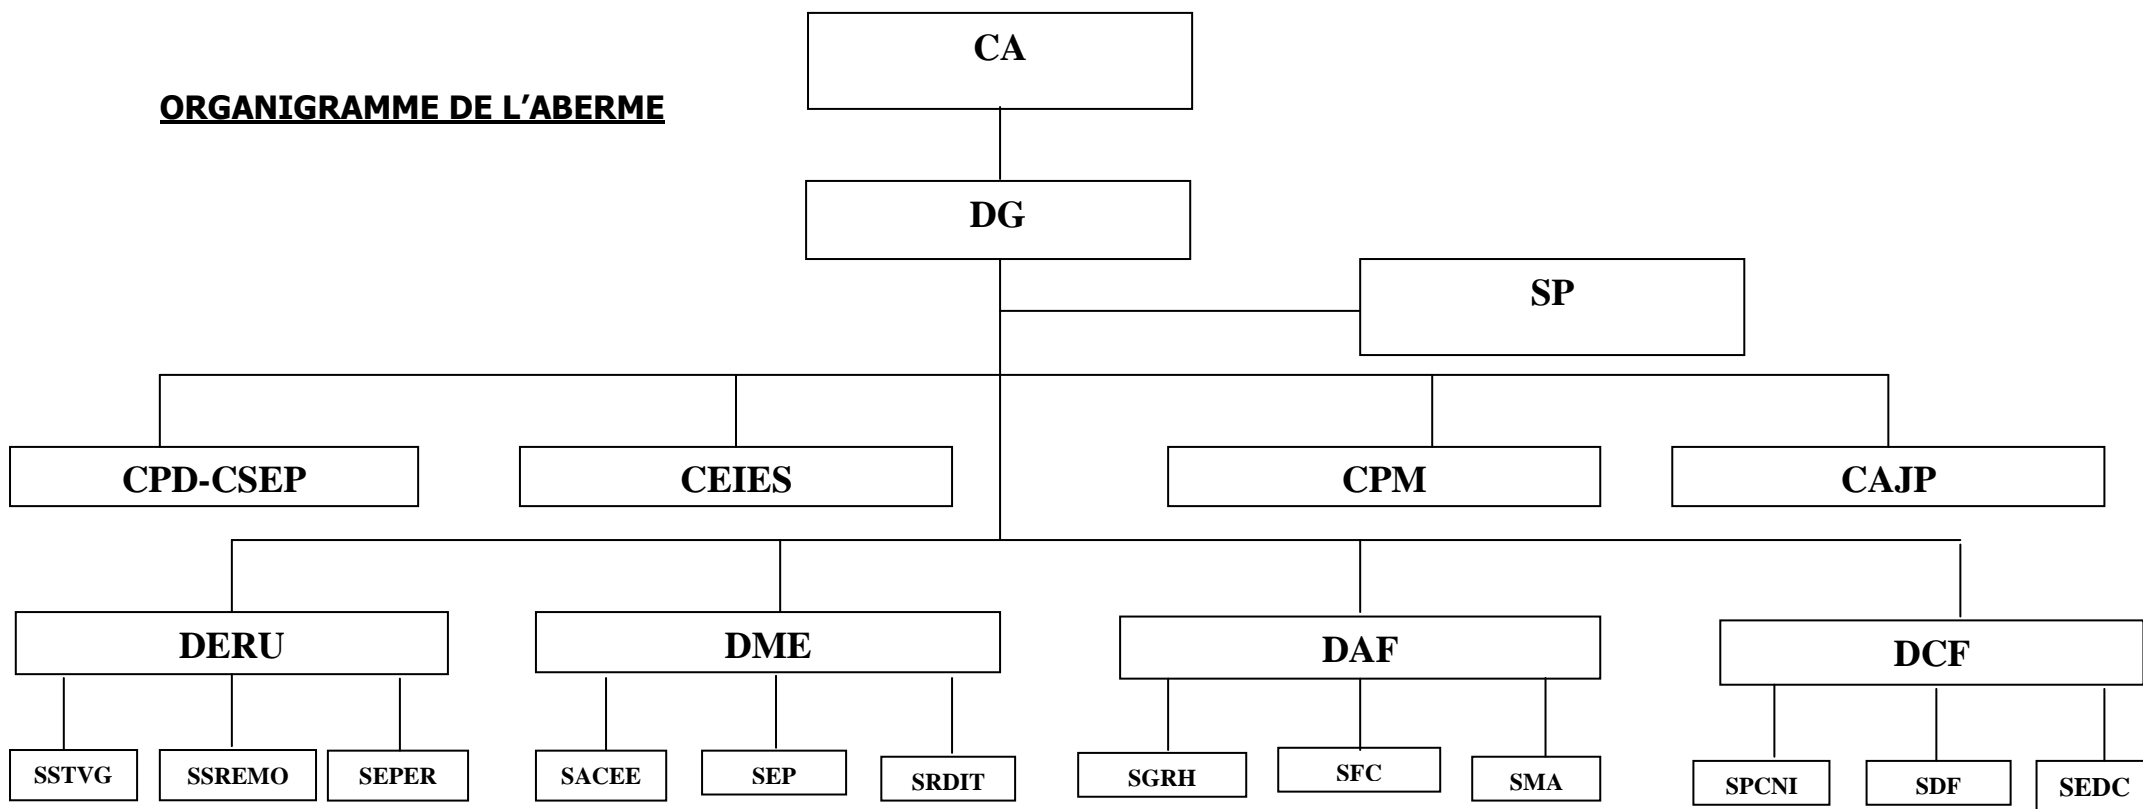 CA
ORGANIGRAMME DE L’ABERME
DG
SP
CPD-CSEP
CEIES
CPM
CAJP
DERU
DME
DAF
DCF
SSTVG
SSREMO
SEPER
SACEE
SEP
SRDIT
SGRH
SFC
SMA
SPCNI
SDF
SEDC